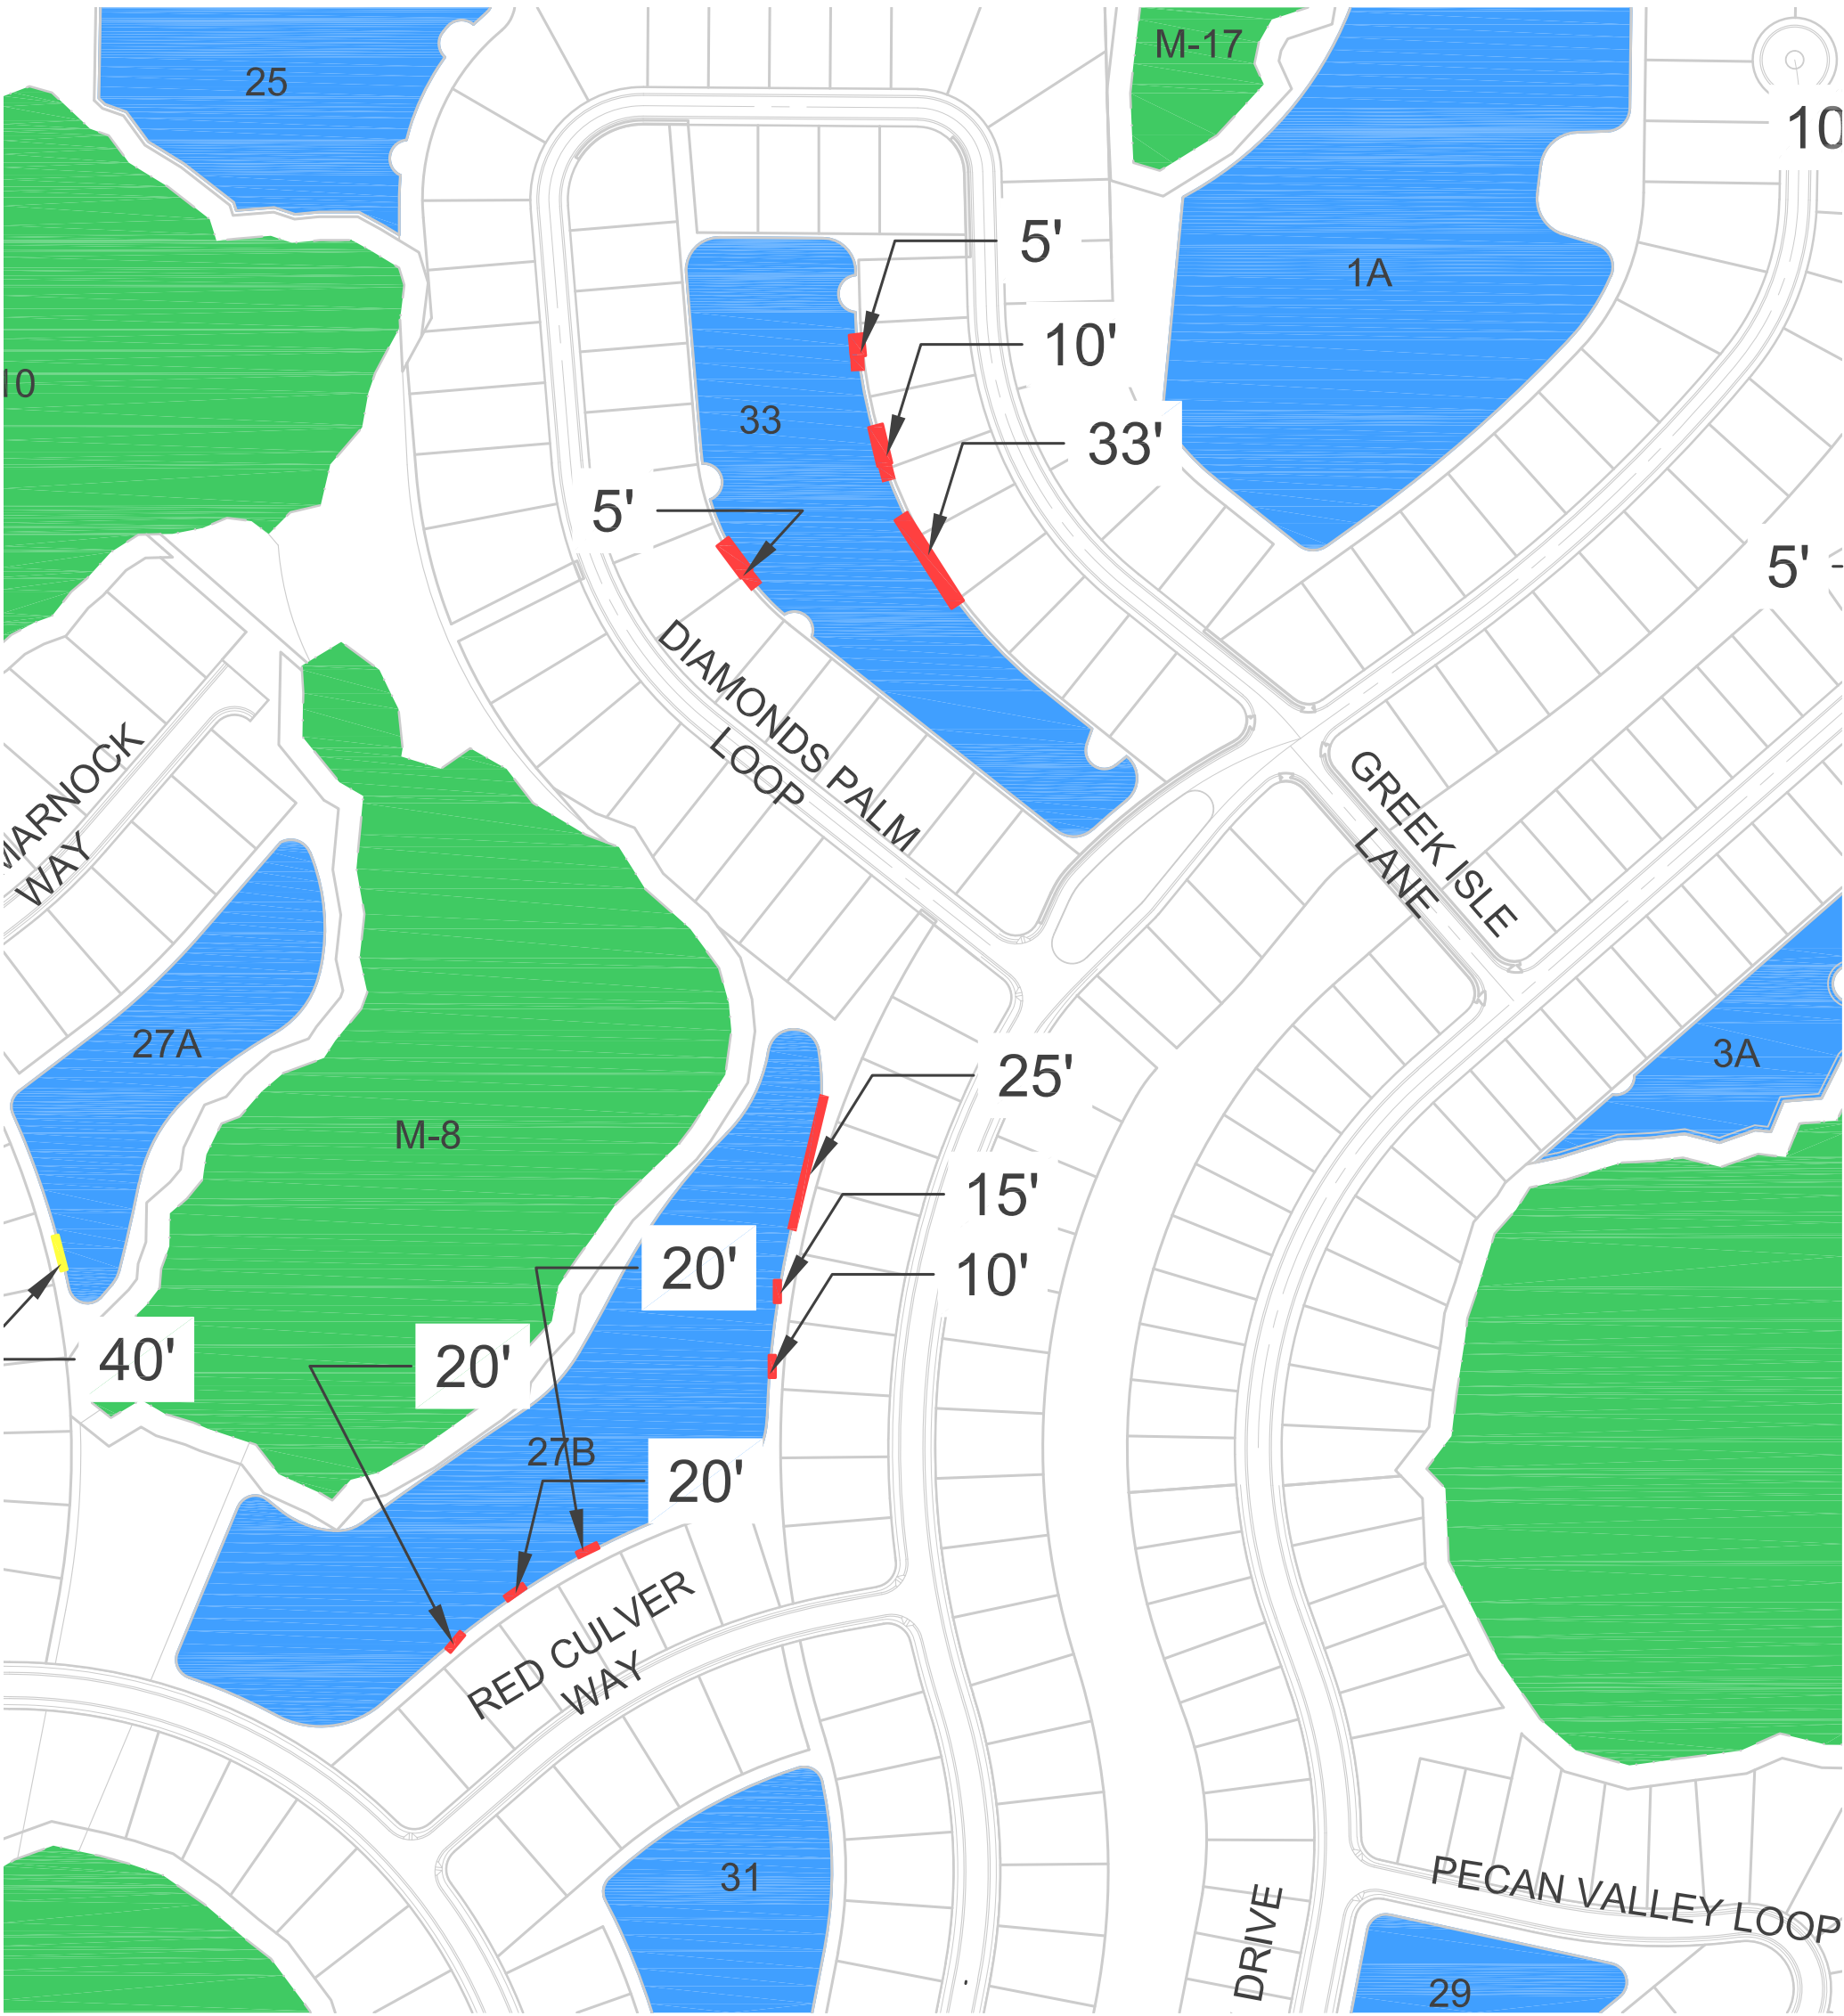 M-17
25
10
5'
1A
10'
10
33
33'
5'
5'
DIAMONDS PALM
LOOP
GREEK ISLE
LANE
WAY
27A
3A
25'
M-8
15'
20'
10'
40'
20'
27B
20'
RED CULVER
WAY
31
PECAN VALLEY LOOP
DRIVE
29